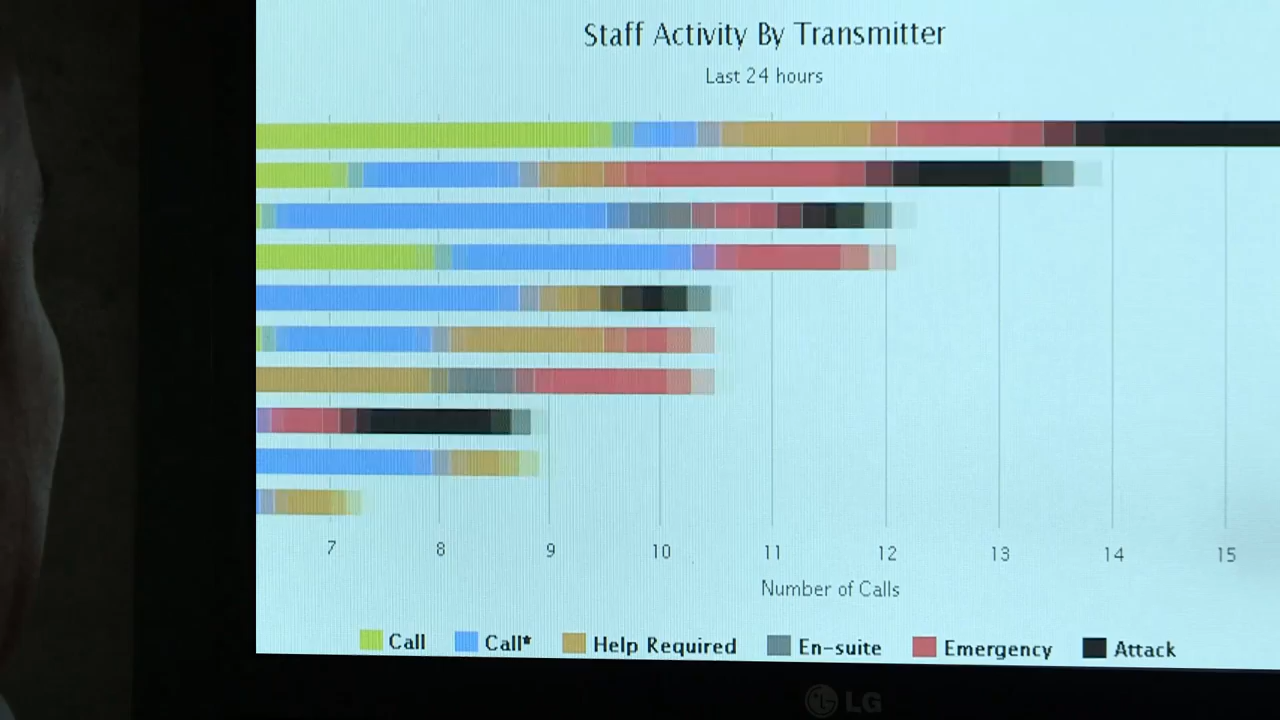 Staff Activity By Transmitter
Last 24 hours
7 8 9 10 11 12 13 14 15
Number of Calls
Call Call* Help Required En-suite Emergency Attack
LG